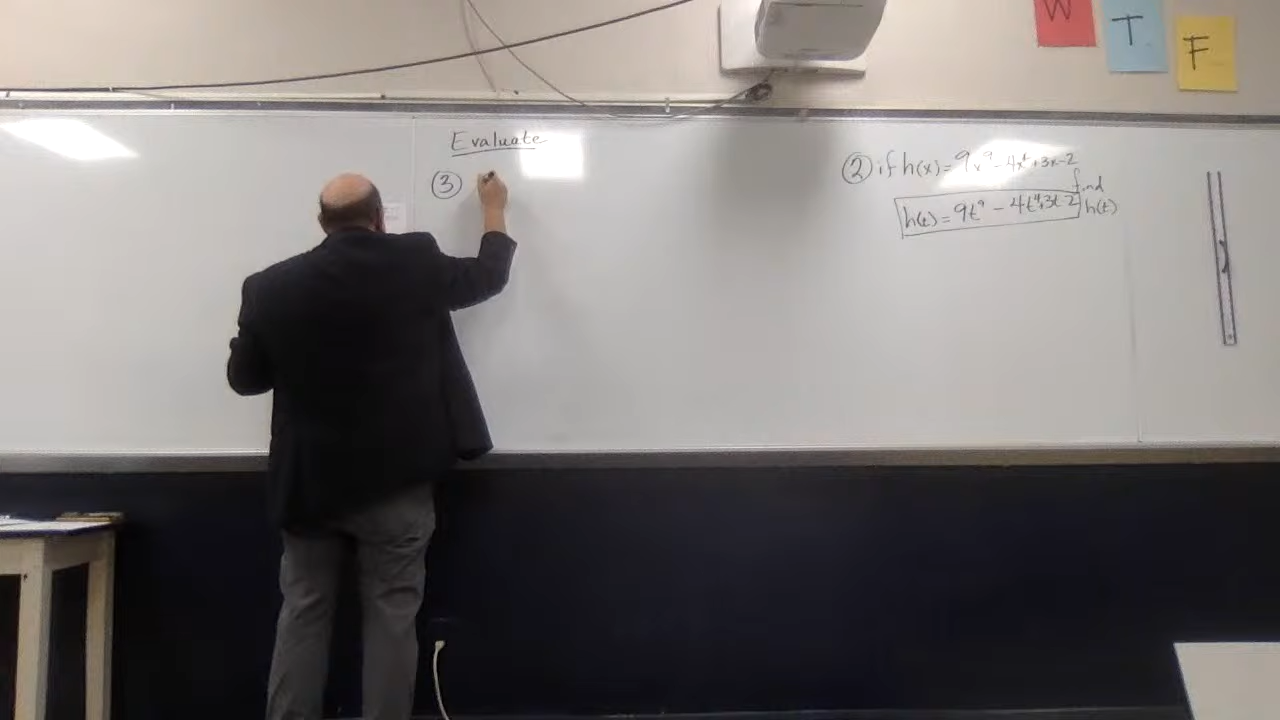 W
T
F
Evaluate
③
② if h(x) = 9x⁹ - 4x⁴ + 3x - 2
find
h(t)
h(t) = 9t⁹ - 4t⁴ + 3t - 2